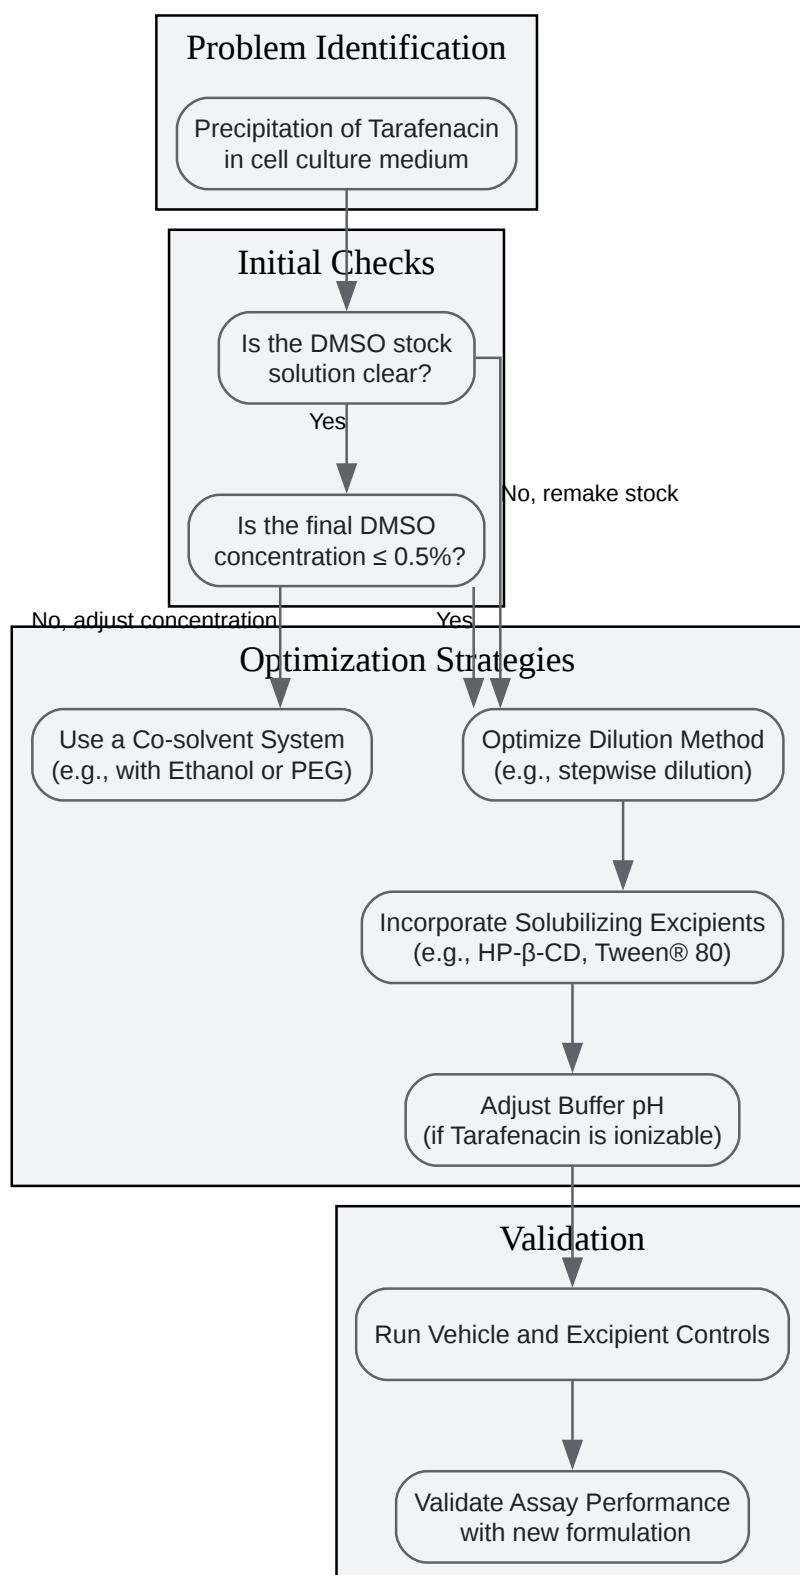 Problem Identification
Precipitation of Tarafenacin
in cell culture medium
Initial Checks
Is the DMSO stock
solution clear?
Yes
No, remake stock
Is the final DMSO
concentration ≤ 0.5%?
No, adjust concentration
Yes
Optimization Strategies
Use a Co-solvent System
(e.g., with Ethanol or PEG)
Optimize Dilution Method
(e.g., stepwise dilution)
Incorporate Solubilizing Excipients
(e.g., HP-β-CD, Tween® 80)
Adjust Buffer pH
(if Tarafenacin is ionizable)
Validation
Run Vehicle and Excipient Controls
Validate Assay Performance
with new formulation